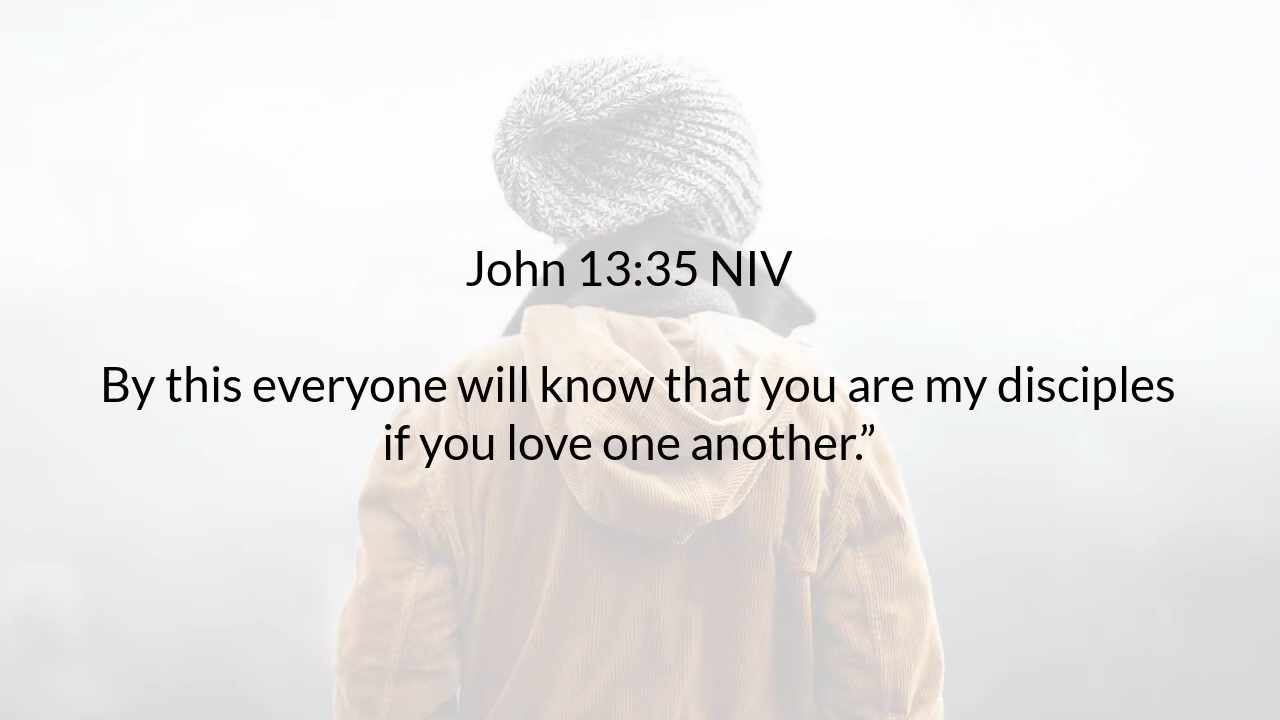 John 13:35 NIV
By this everyone will know that you are my disciples
if you love one another.”